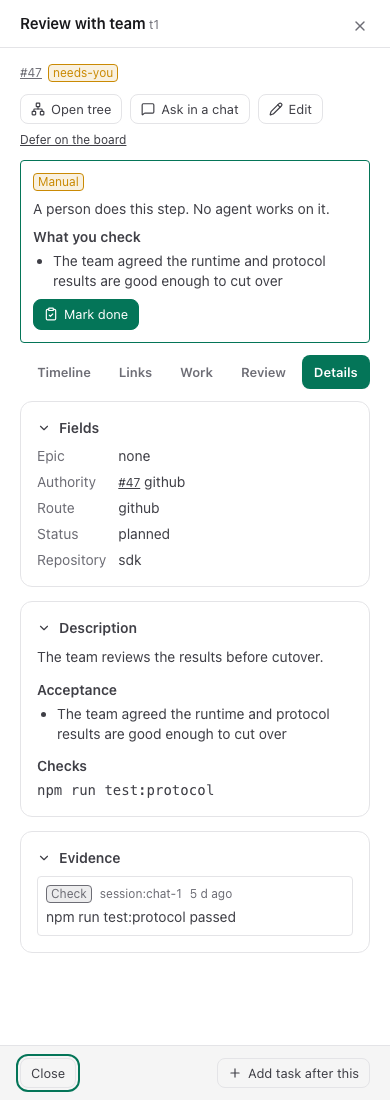 Review with team t1
#47 needs-you
Open tree
Ask in a chat
Edit
Defer on the board
Manual
A person does this step. No agent works on it.
What you check
• The team agreed the runtime and protocol
results are good enough to cut over
Mark done
Timeline
Links
Work
Review
Details
Fields
Epic none
Authority #47 github
Route github
Status planned
Repository sdk
Description
The team reviews the results before cutover.
Acceptance
• The team agreed the runtime and protocol
results are good enough to cut over
Checks
npm run test:protocol
Evidence
Check session:chat-1 5 d ago
npm run test:protocol passed
Close
Add task after this